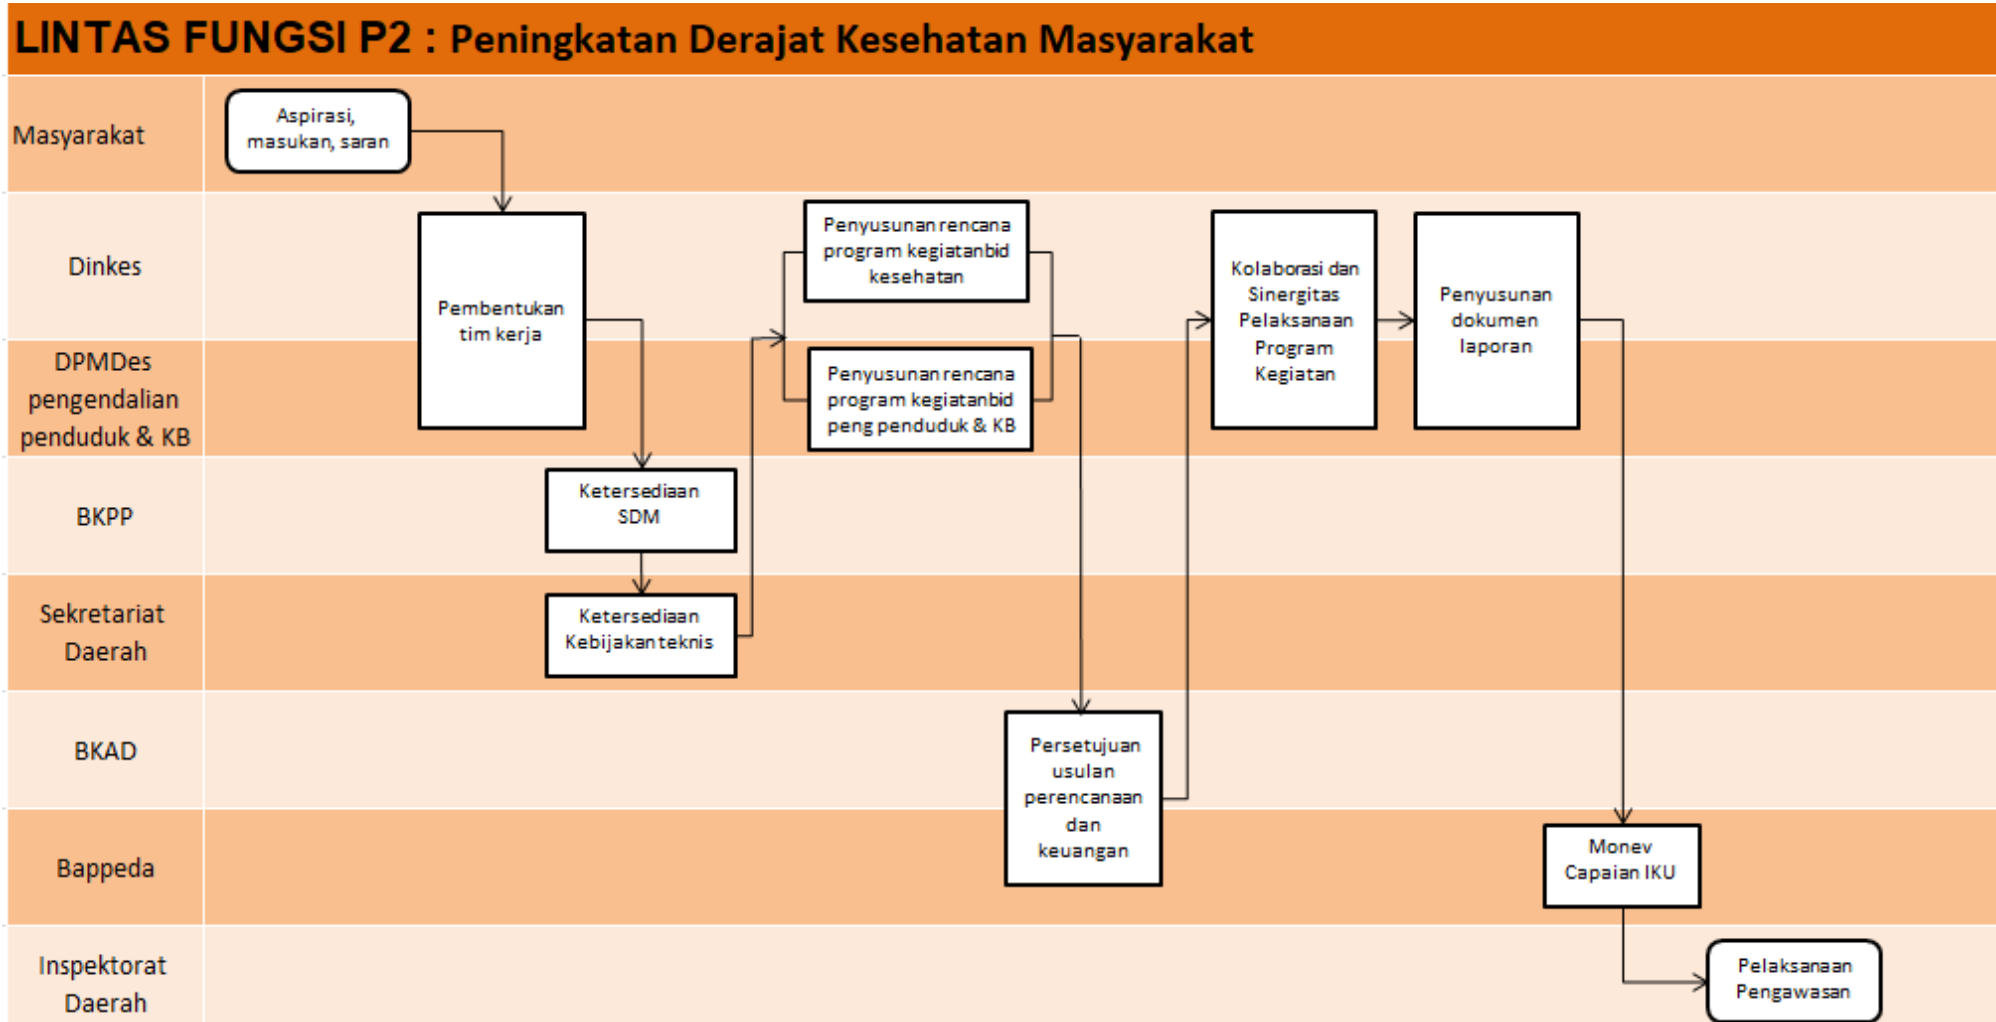 LINTAS FUNGSI P2 : Peningkatan Derajat Kesehatan Masyarakat
Masyarakat
Aspirasi,
masukan, saran
Dinkes
DPMDes
pengendalian
penduduk & KB
Pembentukan
tim kerja
Penyusunan rencana
program kegiatanbid
kesehatan
Penyusunan rencana
program kegiatanbid
peng penduduk & KB
Kolaborasi dan
Sinergitas
Pelaksanaan
Program
Kegiatan
Penyusunan
dokumen
laporan
BKPP
Ketersediaan
SDM
Sekretariat
Daerah
Ketersediaan
Kebijakan teknis
BKAD
Persetujuan
usulan
perencanaan
dan
keuangan
Bappeda
Monev
Capaian IKU
Inspektorat
Daerah
Pelaksanaan
Pengawasan